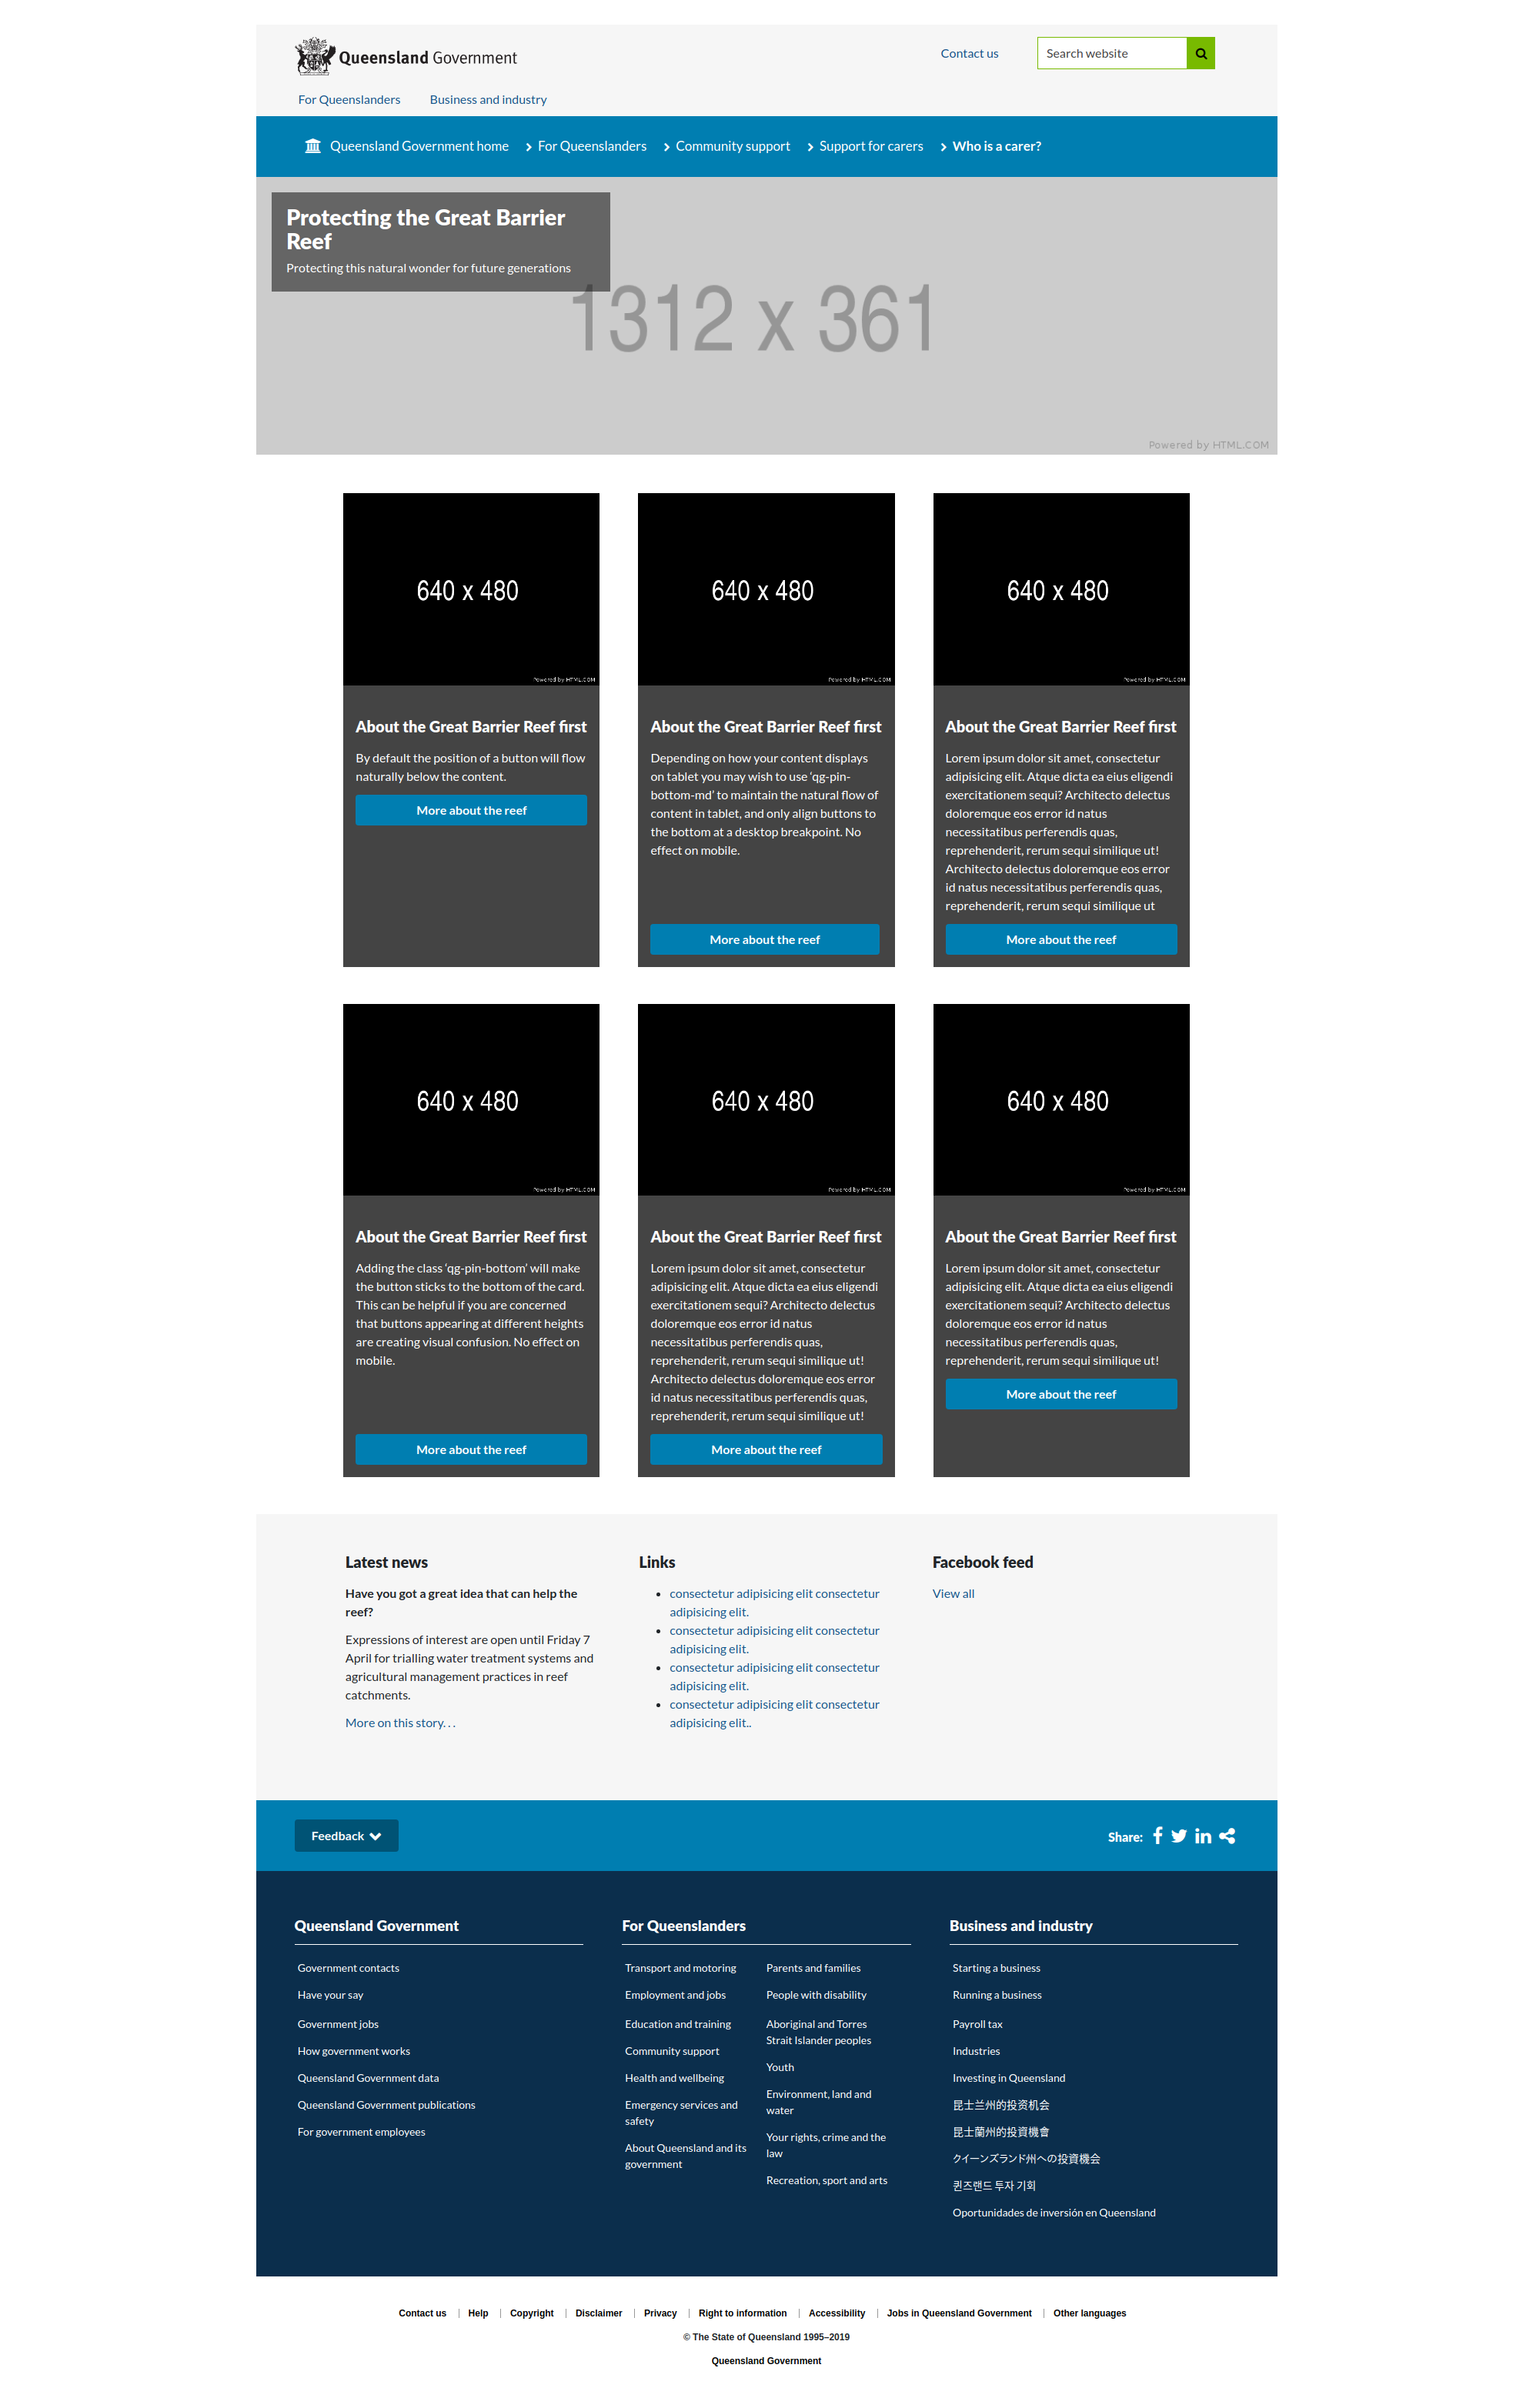 Queensland Government
Contact us
Search website
For Queenslanders
Business and industry
Queensland Government home
For Queenslanders
Community support
Support for carers
Who is a carer?
Protecting the Great Barrier
Reef
Protecting this natural wonder for future generations
1312 x 361
Powered by HTML.COM
640 x 480
Powered by HTML.COM
About the Great Barrier Reef first
By default the position of a button will flow
naturally below the content.
More about the reef
640 x 480
Powered by HTML.COM
About the Great Barrier Reef first
Depending on how your content displays
on tablet you may wish to use ‘qg-pin-
bottom-md’ to maintain the natural flow of
content in tablet, and only align buttons to
the bottom at a desktop breakpoint. No
effect on mobile.
More about the reef
640 x 480
Powered by HTML.COM
About the Great Barrier Reef first
Lorem ipsum dolor sit amet, consectetur
adipisicing elit. Atque dicta ea eius eligendi
exercitationem sequi? Architecto delectus
doloremque eos error id natus
necessitatibus perferendis quas,
reprehenderit, rerum sequi similique ut!
Architecto delectus doloremque eos error
id natus necessitatibus perferendis quas,
reprehenderit, rerum sequi similique ut
More about the reef
640 x 480
Powered by HTML.COM
About the Great Barrier Reef first
Adding the class ‘qg-pin-bottom’ will make
the button sticks to the bottom of the card.
This can be helpful if you are concerned
that buttons appearing at different heights
are creating visual confusion. No effect on
mobile.
More about the reef
640 x 480
Powered by HTML.COM
About the Great Barrier Reef first
Lorem ipsum dolor sit amet, consectetur
adipisicing elit. Atque dicta ea eius eligendi
exercitationem sequi? Architecto delectus
doloremque eos error id natus
necessitatibus perferendis quas,
reprehenderit, rerum sequi similique ut!
Architecto delectus doloremque eos error
id natus necessitatibus perferendis quas,
reprehenderit, rerum sequi similique ut!
More about the reef
640 x 480
Powered by HTML.COM
About the Great Barrier Reef first
Lorem ipsum dolor sit amet, consectetur
adipisicing elit. Atque dicta ea eius eligendi
exercitationem sequi? Architecto delectus
doloremque eos error id natus
necessitatibus perferendis quas,
reprehenderit, rerum sequi similique ut!
More about the reef
Latest news
Have you got a great idea that can help the
reef?
Expressions of interest are open until Friday 7
April for trialling water treatment systems and
agricultural management practices in reef
catchments.
More on this story. . .
Links
consectetur adipisicing elit consectetur
adipisicing elit.
consectetur adipisicing elit consectetur
adipisicing elit.
consectetur adipisicing elit consectetur
adipisicing elit.
consectetur adipisicing elit consectetur
adipisicing elit..
Facebook feed
View all
Feedback
Share:
Queensland Government
Government contacts
Have your say
Government jobs
How government works
Queensland Government data
Queensland Government publications
For government employees
For Queenslanders
Transport and motoring
Employment and jobs
Education and training
Community support
Health and wellbeing
Emergency services and
safety
About Queensland and its
government
Parents and families
People with disability
Aboriginal and Torres
Strait Islander peoples
Youth
Environment, land and
water
Your rights, crime and the
law
Recreation, sport and arts
Business and industry
Starting a business
Running a business
Payroll tax
Industries
Investing in Queensland
昆士兰州的投资机会
昆士蘭州的投資機會
クイーンズランド州への投資機会
퀸즈랜드 투자 기회
Oportunidades de inversión en Queensland
Contact us
Help
Copyright
Disclaimer
Privacy
Right to information
Accessibility
Jobs in Queensland Government
Other languages
© The State of Queensland 1995–2019
Queensland Government